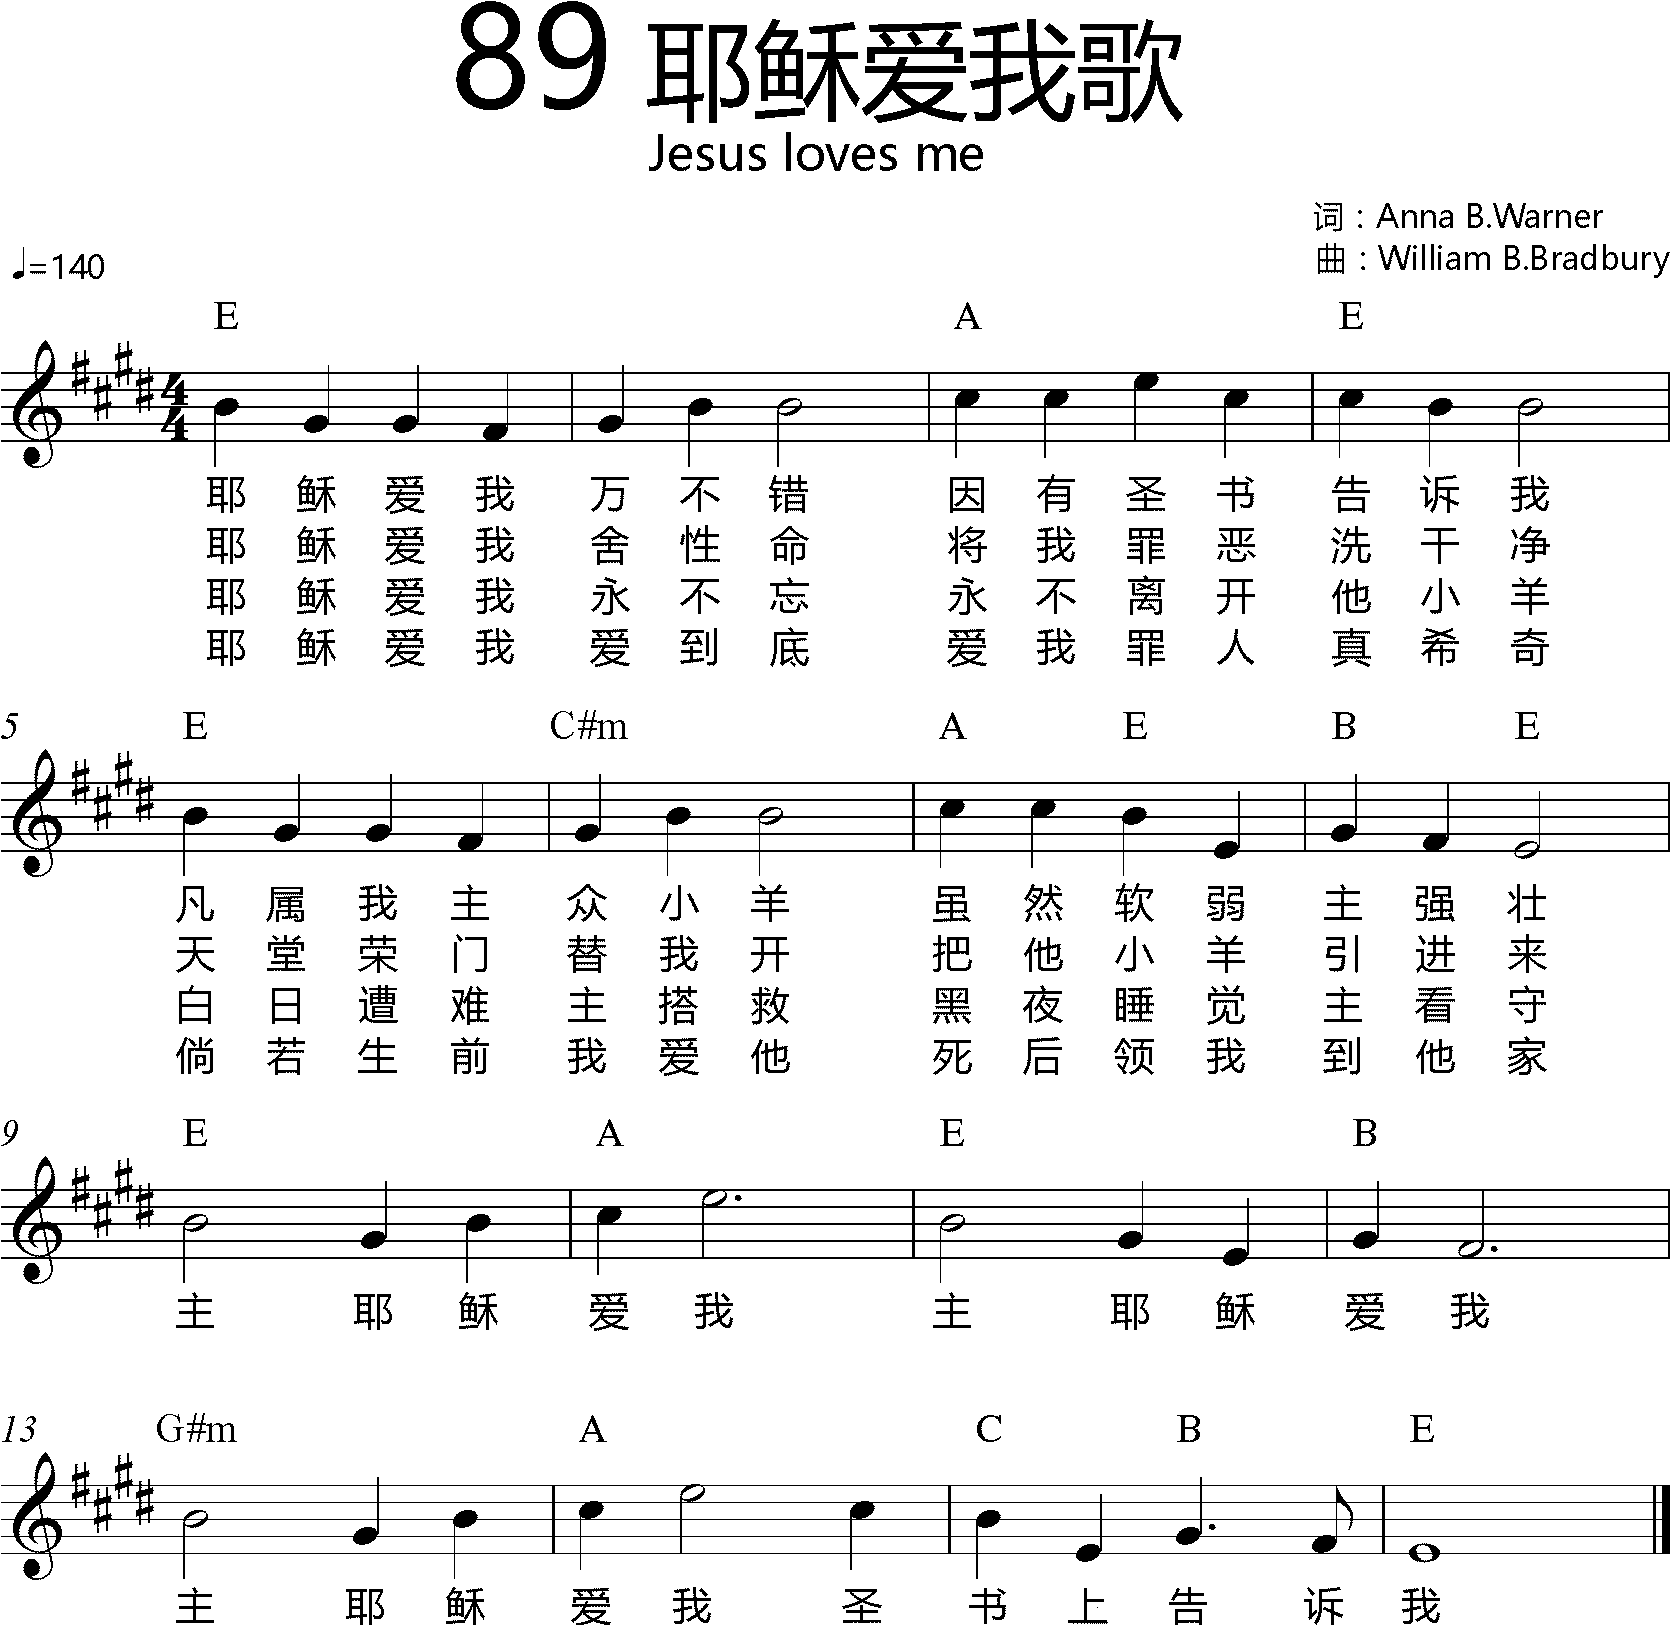 89 耶稣爱我歌
Jesus loves me
词：Anna B.Warner
曲：William B.Bradbury
♩=140
E A E
4/4
耶 稣 爱 我 万 不 错 因 有 圣 书 告 诉 我
耶 稣 爱 我 舍 性 命 将 我 罪 恶 洗 干 净
耶 稣 爱 我 永 不 忘 永 不 离 开 他 小 羊
耶 稣 爱 我 爱 到 底 爱 我 罪 人 真 希 奇
5 E C#m A E B E
凡 属 我 主 众 小 羊 虽 然 软 弱 主 强 壮
天 堂 荣 门 替 我 开 把 他 小 羊 引 进 来
白 日 遭 难 主 搭 救 黑 夜 睡 觉 主 看 守
倘 若 生 前 我 爱 他 死 后 领 我 到 他 家
9 E A E B
主 耶 稣 爱 我 主 耶 稣 爱 我
13 G#m A C B E
主 耶 稣 爱 我 圣 书 上 告 诉 我